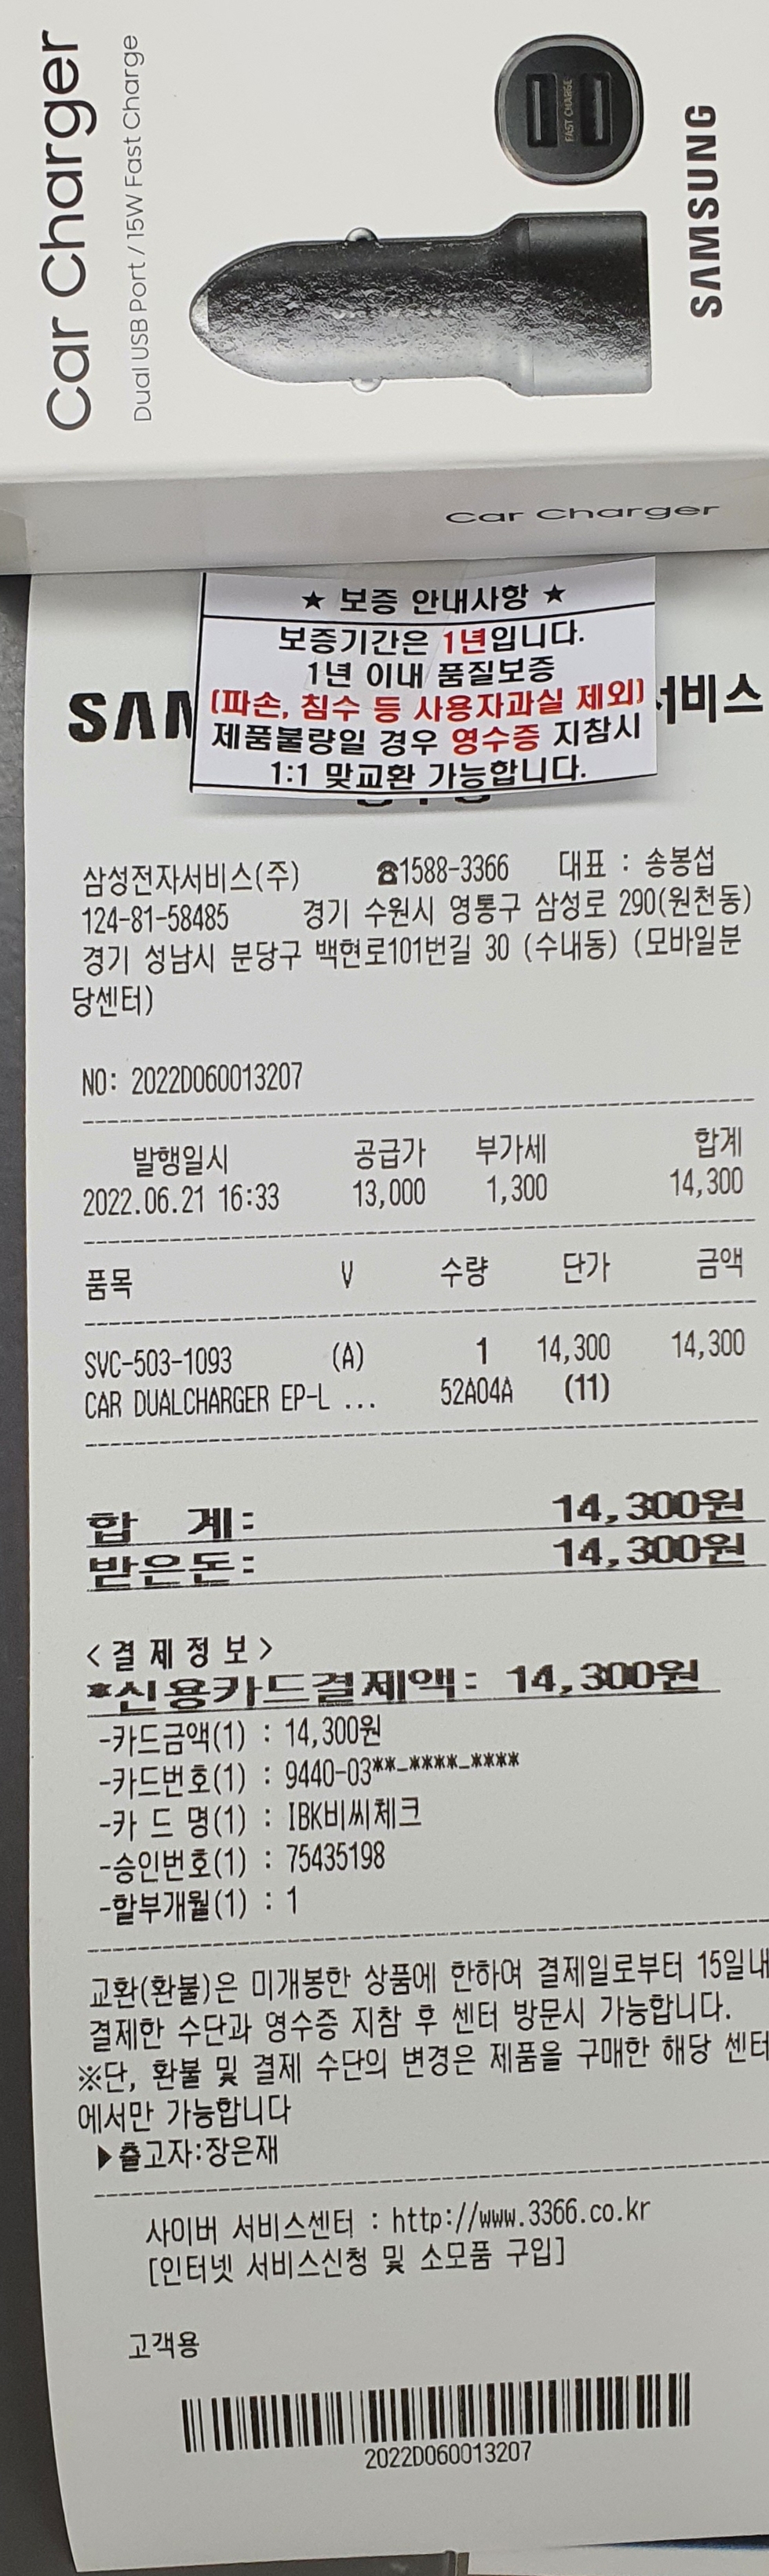 Car Charger
Dual USB Port / 15W Fast Charge
FAST CHARGE
SAMSUNG
Car Charger
★ 보증 안내사항 ★
보증기간은 1년입니다.
1년 이내 품질보증
(파손, 침수 등 사용자과실 제외)
제품불량일 경우 영수증 지참시
1:1 맞교환 가능합니다.
삼성전자서비스(주) ☎1588-3366 대표 : 송봉섭
124-81-58485 경기 수원시 영통구 삼성로 290(원천동)
경기 성남시 분당구 백현로101번길 30 (수내동) (모바일분
당센터)
NO: 2022D060013207
발행일시 공급가 부가세 합계
2022.06.21 16:33 13,000 1,300 14,300
품목 V 수량 단가 금액
SVC-503-1093 (A) 1 14,300 14,300
CAR DUALCHARGER EP-L ... 52A04A (11)
합 계: 14,300원
받은돈: 14,300원
<결제정보>
*신용카드결제액: 14,300원
-카드금액(1) : 14,300원
-카드번호(1) : 9440-03**-****-****
-카 드 명(1) : IBK비씨체크
-승인번호(1) : 75435198
-할부개월(1) : 1
교환(환불)은 미개봉한 상품에 한하여 결제일로부터 15일내
결제한 수단과 영수증 지참 후 센터 방문시 가능합니다.
※단, 환불 및 결제 수단의 변경은 제품을 구매한 해당 센터
에서만 가능합니다
▶출고자:장은재
사이버 서비스센터 : http://www.3366.co.kr
[인터넷 서비스신청 및 소모품 구입]
고객용
2022D060013207